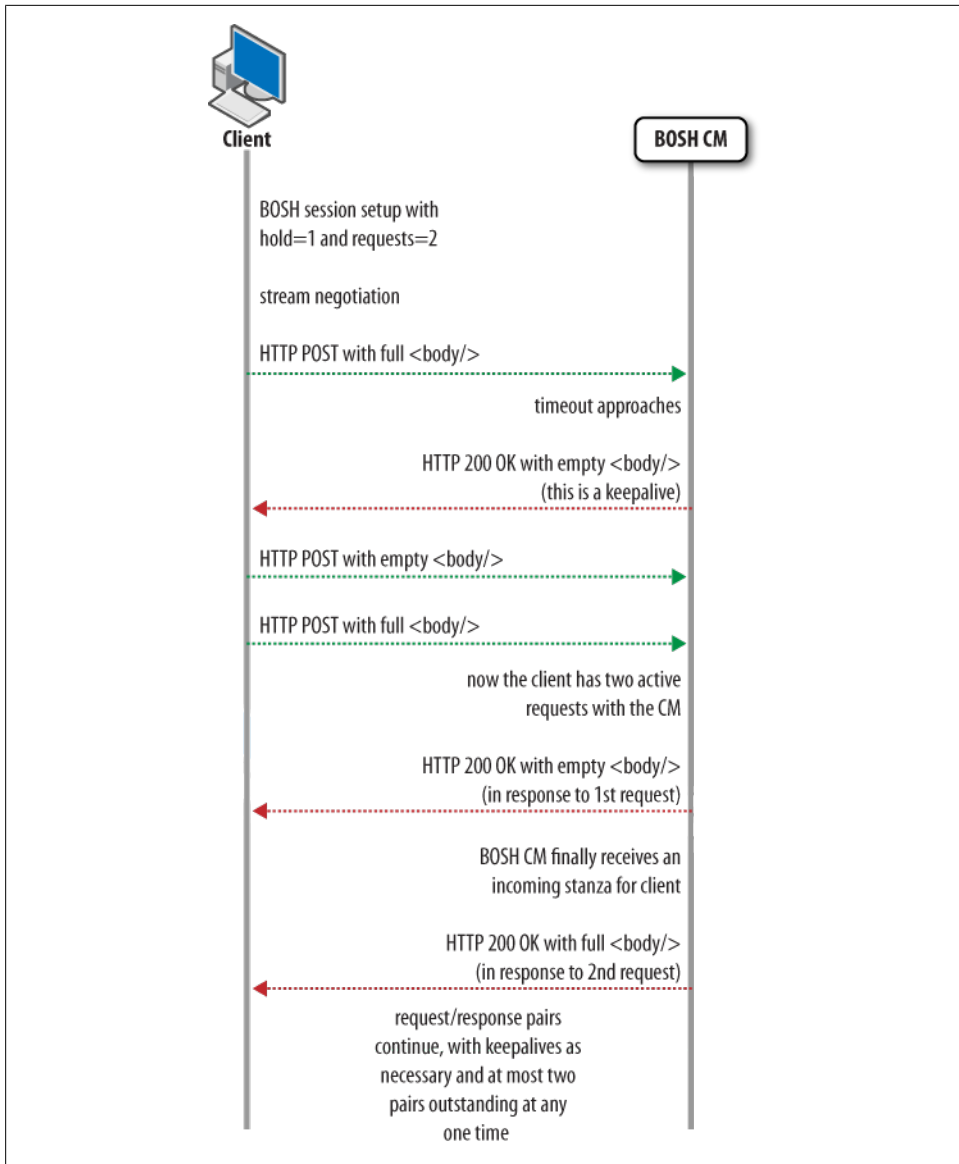 Client
BOSH CM
BOSH session setup with
hold=1 and requests=2
stream negotiation
HTTP POST with full <body/>
timeout approaches
HTTP 200 OK with empty <body/>
(this is a keepalive)
HTTP POST with empty <body/>
HTTP POST with full <body/>
now the client has two active
requests with the CM
HTTP 200 OK with empty <body/>
(in response to 1st request)
BOSH CM finally receives an
incoming stanza for client
HTTP 200 OK with full <body/>
(in response to 2nd request)
request/response pairs
continue, with keepalives as
necessary and at most two
pairs outstanding at any
one time